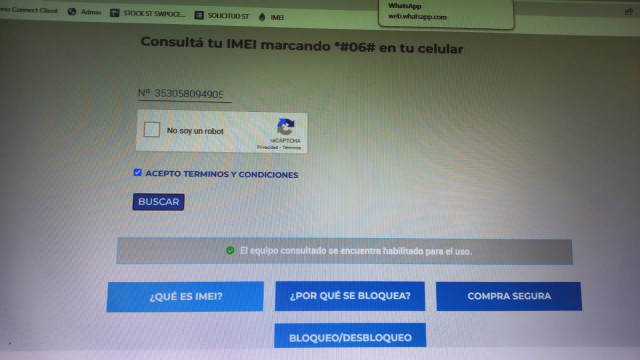 WhatsApp
web.whatsapp.com
Connect Client Admin STOCK ST SWPOCE... SOLICITUD ST IMEI
Consultá tu IMEI marcando *#06# en tu celular
Nº 353058094905
No soy un robot
reCAPTCHA
Privacidad - Términos
ACEPTO TERMINOS Y CONDICIONES
BUSCAR
El equipo consultado se encuentra habilitado para el uso.
¿QUÉ ES IMEI? ¿POR QUÉ SE BLOQUEA? COMPRA SEGURA
BLOQUEO/DESBLOQUEO